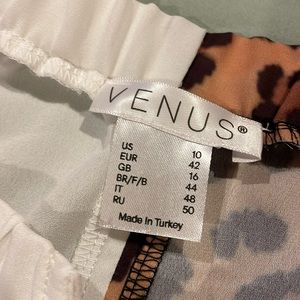 VENUS®
US 10
EUR 42
GB 16
BR/F/B 44
IT 48
RU 50
Made In Turkey